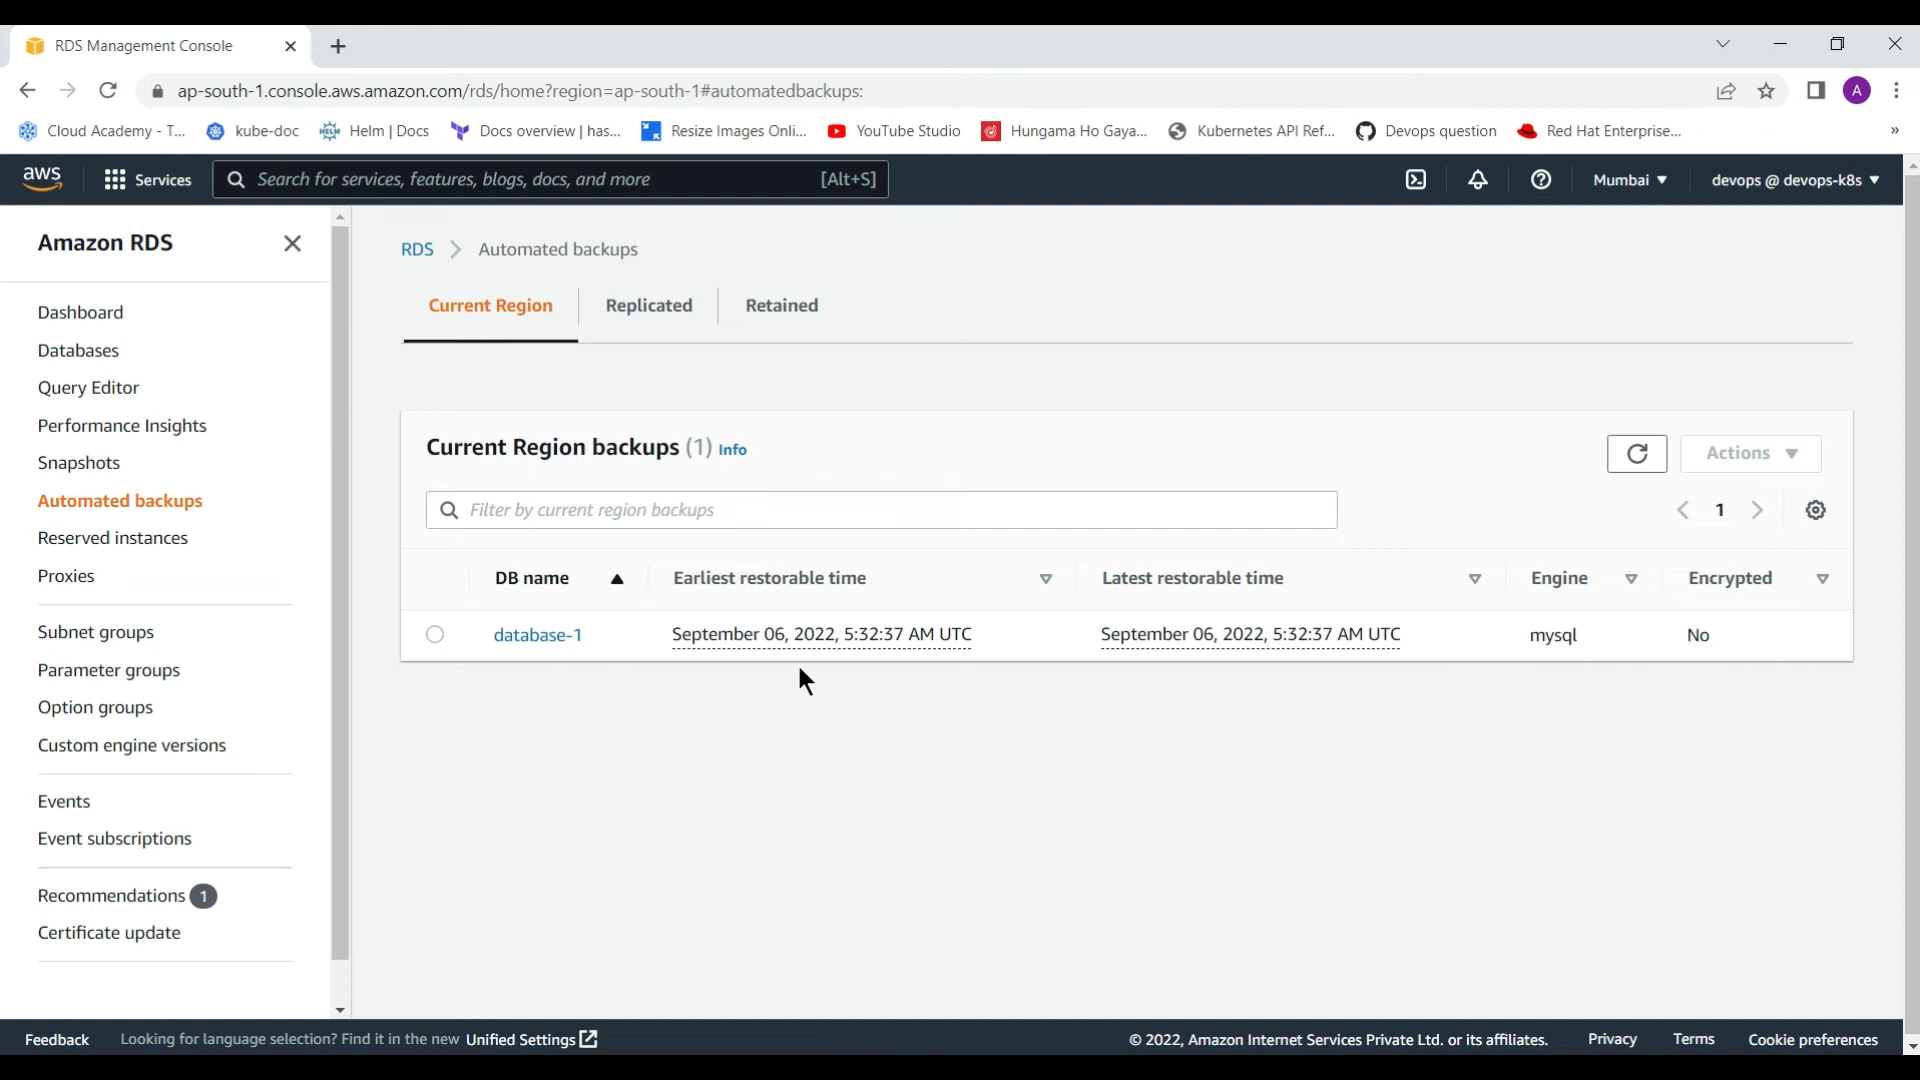 RDS Management Console
ap-south-1.console.aws.amazon.com/rds/home?region=ap-south-1#automatedbackups:
A
Cloud Academy - T... kube-doc Helm | Docs Docs overview | has... Resize Images Onli... YouTube Studio Hungama Ho Gaya... Kubernetes API Ref... Devops question Red Hat Enterprise... »
aws Services Search for services, features, blogs, docs, and more [Alt+S] Mumbai devops @ devops-k8s
Amazon RDS
Dashboard
Databases
Query Editor
Performance Insights
Snapshots
Automated backups
Reserved instances
Proxies
Subnet groups
Parameter groups
Option groups
Custom engine versions
Events
Event subscriptions
Recommendations 1
Certificate update
RDS > Automated backups
Current Region Replicated Retained
Current Region backups (1) Info
Actions
Filter by current region backups
1
DB name Earliest restorable time Latest restorable time Engine Encrypted
database-1 September 06, 2022, 5:32:37 AM UTC September 06, 2022, 5:32:37 AM UTC mysql No
Feedback Looking for language selection? Find it in the new Unified Settings © 2022, Amazon Internet Services Private Ltd. or its affiliates. Privacy Terms Cookie preferences